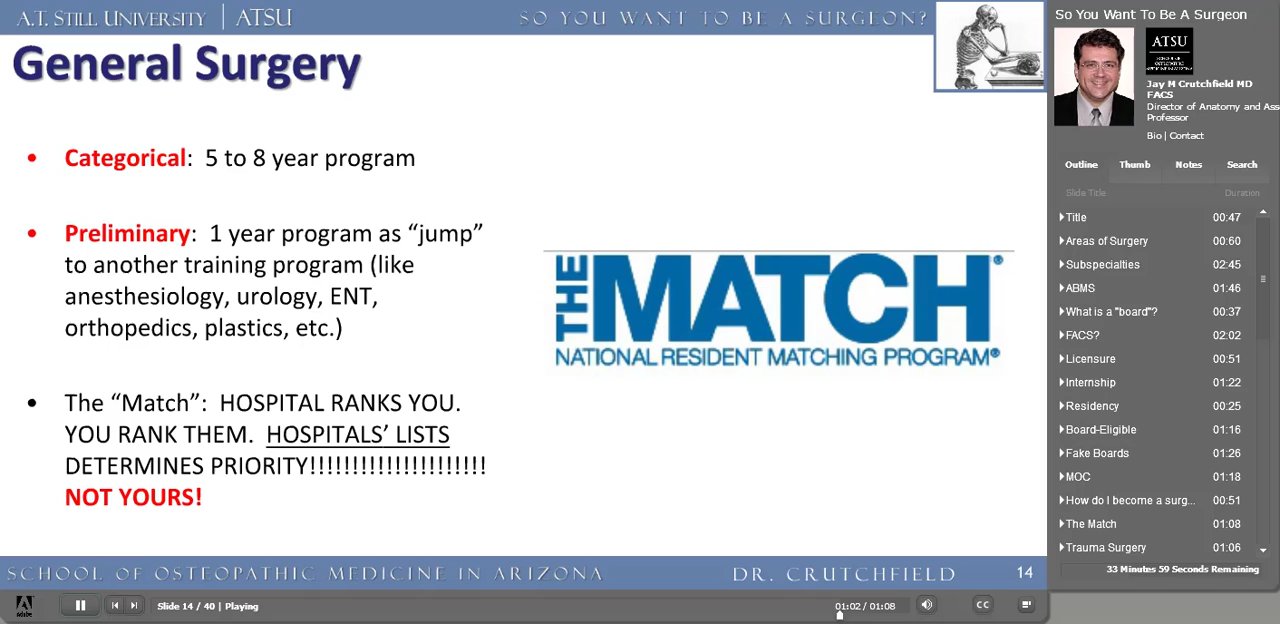 A.T. STILL UNIVERSITY | ATSU
SO YOU WANT TO BE A SURGEON?
General Surgery
• Categorical: 5 to 8 year program
• Preliminary: 1 year program as “jump”
to another training program (like
anesthesiology, urology, ENT,
orthopedics, plastics, etc.)
• The “Match”: HOSPITAL RANKS YOU.
YOU RANK THEM. HOSPITALS’ LISTS
DETERMINES PRIORITY!!!!!!!!!!!!!!!!!!!!!
NOT YOURS!
THE MATCH®
NATIONAL RESIDENT MATCHING PROGRAM®
SCHOOL OF OSTEOPATHIC MEDICINE IN ARIZONA
DR. CRUTCHFIELD
14
So You Want To Be A Surgeon
ATSU
SCHOOL OF
OSTEOPATHIC
MEDICINE IN ARIZONA
Jay M Crutchfield MD
FACS
Director of Anatomy and Ass
Professor
Bio | Contact
Outline Thumb Notes Search
Slide Title Duration
Title 00:47
Areas of Surgery 00:60
Subspecialties 02:45
ABMS 01:46
What is a "board"? 00:37
FACS? 02:02
Licensure 00:51
Internship 01:22
Residency 00:25
Board-Eligible 01:16
Fake Boards 01:26
MOC 01:18
How do I become a surg... 00:51
The Match 01:08
Trauma Surgery 01:06
33 Minutes 59 Seconds Remaining
Adobe
Slide 14 / 40 | Playing
01:02 / 01:08
CC